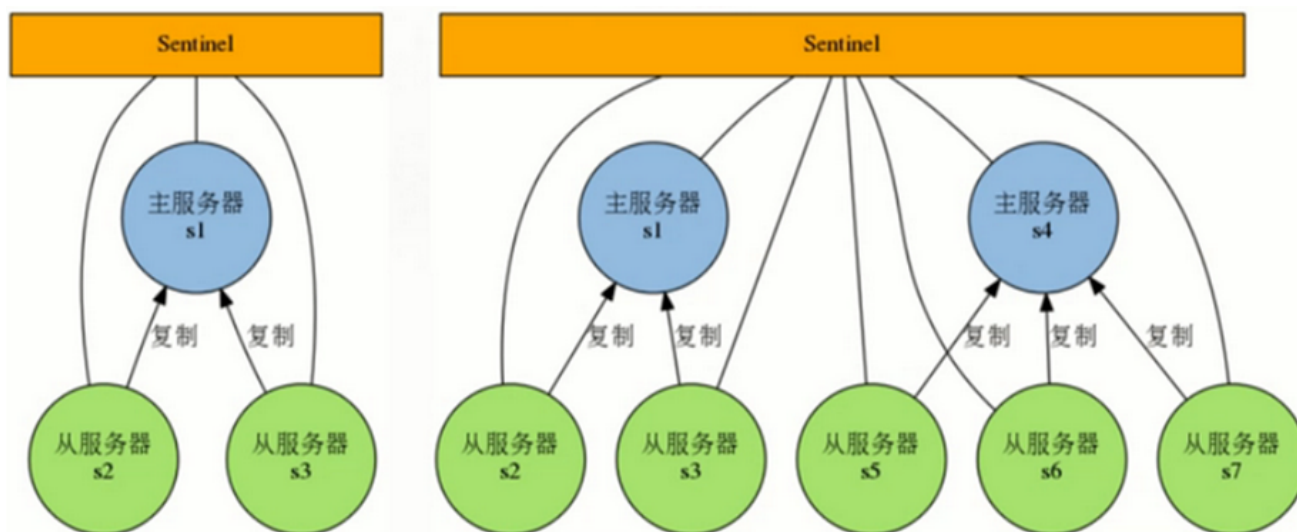 Sentinel
Sentinel
主服务器
s1
主服务器
s1
主服务器
s4
复制
复制
复制
复制
复制
复制
复制
从服务器
s2
从服务器
s3
从服务器
s2
从服务器
s3
从服务器
s5
从服务器
s6
从服务器
s7